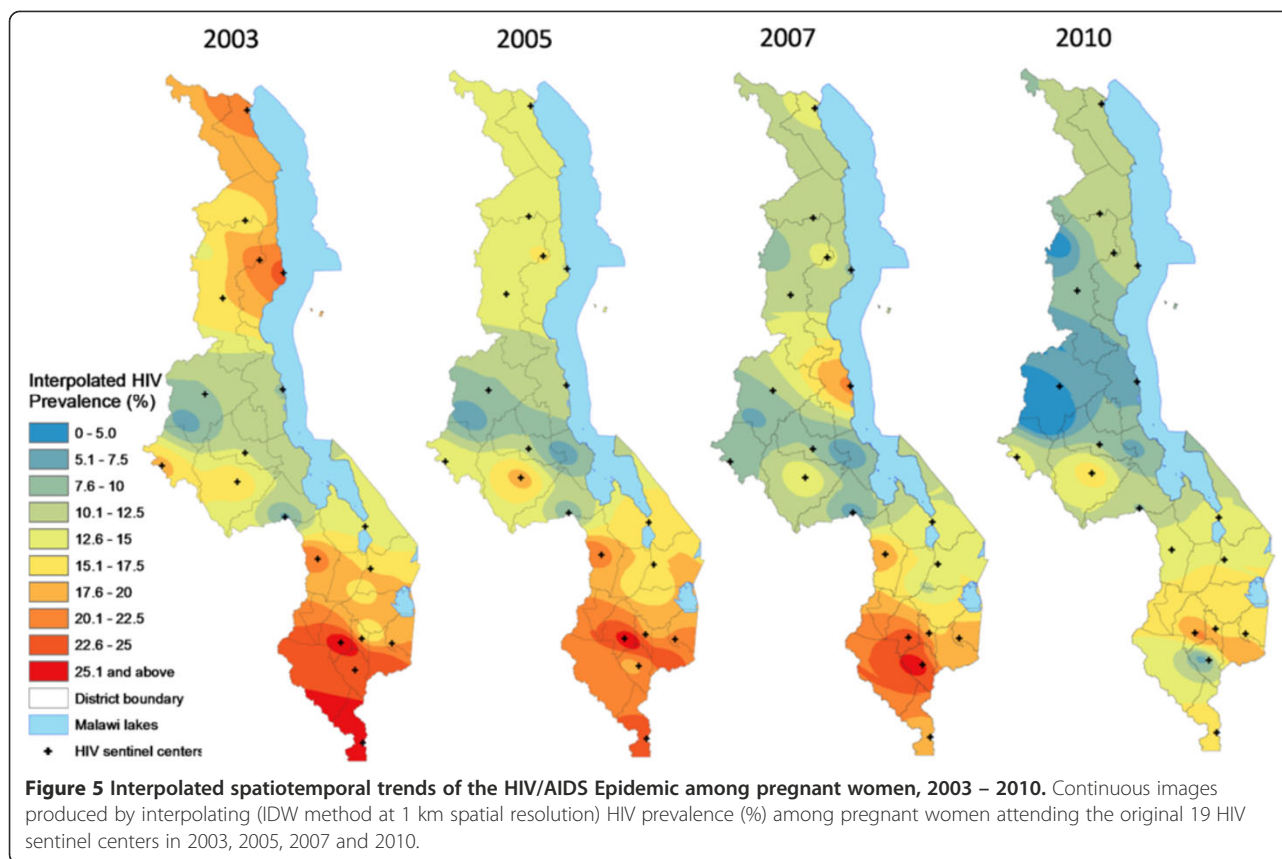 2003 2005 2007 2010
Interpolated HIV
Prevalence (%)
0 - 5.0
5.1 - 7.5
7.6 - 10
10.1 - 12.5
12.6 - 15
15.1 - 17.5
17.6 - 20
20.1 - 22.5
22.6 - 25
25.1 and above
District boundary
Malawi lakes
HIV sentinel centers
Figure 5 Interpolated spatiotemporal trends of the HIV/AIDS Epidemic among pregnant women, 2003 – 2010. Continuous images
produced by interpolating (IDW method at 1 km spatial resolution) HIV prevalence (%) among pregnant women attending the original 19 HIV
sentinel centers in 2003, 2005, 2007 and 2010.